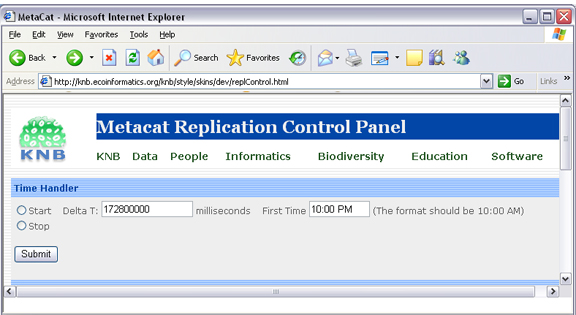 MetaCat - Microsoft Internet Explorer
File Edit View Favorites Tools Help
Back Search Favorites
Address http://knb.ecoinformatics.org/knb/style/skins/dev/replControl.html Go Links »
Metacat Replication Control Panel
KNB
KNB Data People Informatics Biodiversity Education Software
Time Handler
Start Delta T: 172800000 milliseconds First Time 10:00 PM (The format should be 10:00 AM)
Stop
Submit